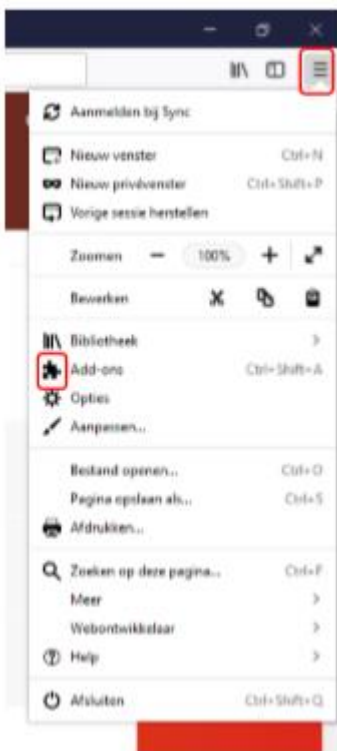 Aanmelden bij Sync
Nieuw venster Ctrl+N
Nieuw privévenster Ctrl+Shift+P
Vorige sessie herstellen
Zoomen 100%
Bewerken
Bibliotheek
Add-ons Ctrl+Shift+A
Opties
Aanpassen...
Bestand openen... Ctrl+O
Pagina opslaan als... Ctrl+S
Afdrukken...
Zoeken op deze pagina... Ctrl+F
Meer
Webontwikkelaar
Help
Afsluiten Ctrl+Shift+Q